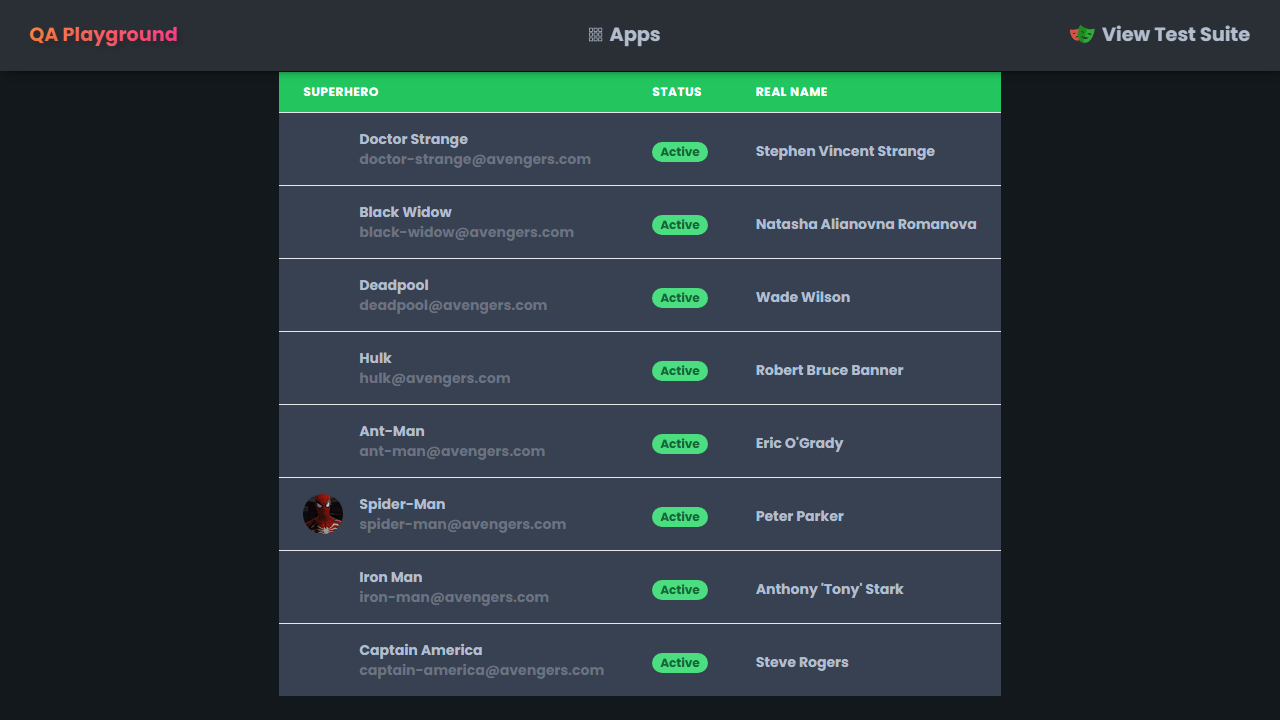 QA Playground
Apps
View Test Suite
SUPERHERO STATUS REAL NAME
Doctor Strange
doctor-strange@avengers.com
Active
Stephen Vincent Strange
Black Widow
black-widow@avengers.com
Active
Natasha Alianovna Romanova
Deadpool
deadpool@avengers.com
Active
Wade Wilson
Hulk
hulk@avengers.com
Active
Robert Bruce Banner
Ant-Man
ant-man@avengers.com
Active
Eric O'Grady
Spider-Man
spider-man@avengers.com
Active
Peter Parker
Iron Man
iron-man@avengers.com
Active
Anthony 'Tony' Stark
Captain America
captain-america@avengers.com
Active
Steve Rogers